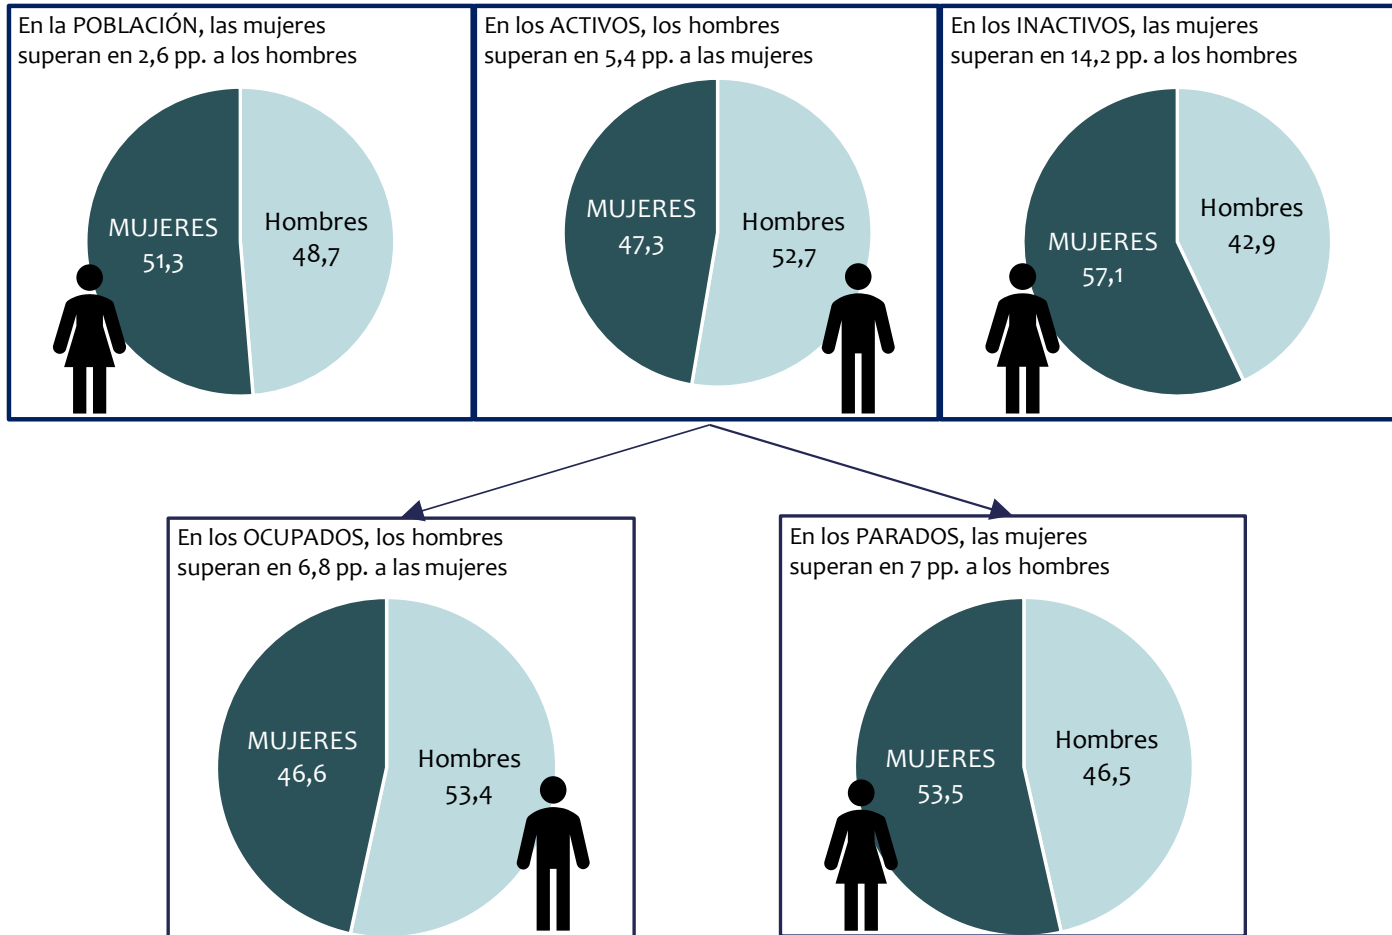 En la POBLACIÓN, las mujeres
superan en 2,6 pp. a los hombres
MUJERES
51,3
Hombres
48,7
En los ACTIVOS, los hombres
superan en 5,4 pp. a las mujeres
MUJERES
47,3
Hombres
52,7
En los INACTIVOS, las mujeres
superan en 14,2 pp. a los hombres
MUJERES
57,1
Hombres
42,9
En los OCUPADOS, los hombres
superan en 6,8 pp. a las mujeres
MUJERES
46,6
Hombres
53,4
En los PARADOS, las mujeres
superan en 7 pp. a los hombres
MUJERES
53,5
Hombres
46,5